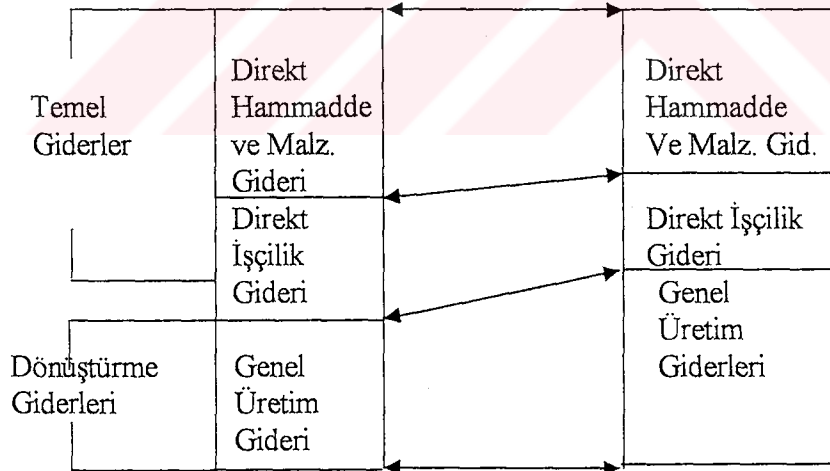 Temel
Giderler
Dönüştürme
Giderleri
Direkt
Hammadde
ve Malz.
Gideri
Direkt
İşçilik
Gideri
Genel
Üretim
Gideri
Direkt
Hammadde
Ve Malz. Gid.
Direkt İşçilik
Gideri
Genel
Üretim
Giderleri